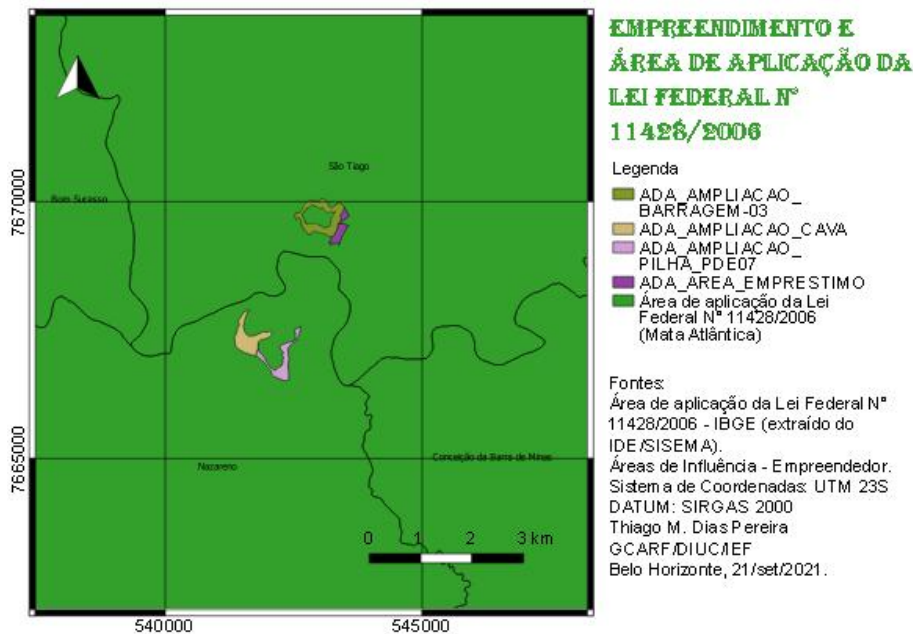 EMPREENDIMENTO E
ÁREA DE APLICAÇÃO DA
LEI FEDERAL Nº
11428/2006
Legenda
ADA_AMPLIACAO_
BARRAGEM-03
ADA_AMPLIACAO_CAVA
ADA_AMPLIACAO_
PILHA_PDE07
ADA_AREA_EMPRESTIMO
Área de aplicação da Lei
Federal Nº 11428/2006
(Mata Atlântica)
Fontes:
Área de aplicação da Lei Federal Nº
11428/2006 - IBGE (extraído do
IDE/SISEMA).
Áreas de Influência - Empreendedor.
Sistema de Coordenadas: UTM 23S
DATUM: SIRGAS 2000
Thiago M. Dias Pereira
GCARF/DIUC/IEF
Belo Horizonte, 21/set/2021.
São Tiago
Bom Sucesso
Nazareno
Conceição da Barra de Minas
7670000
7665000
0 1 2 3 km
540000 545000